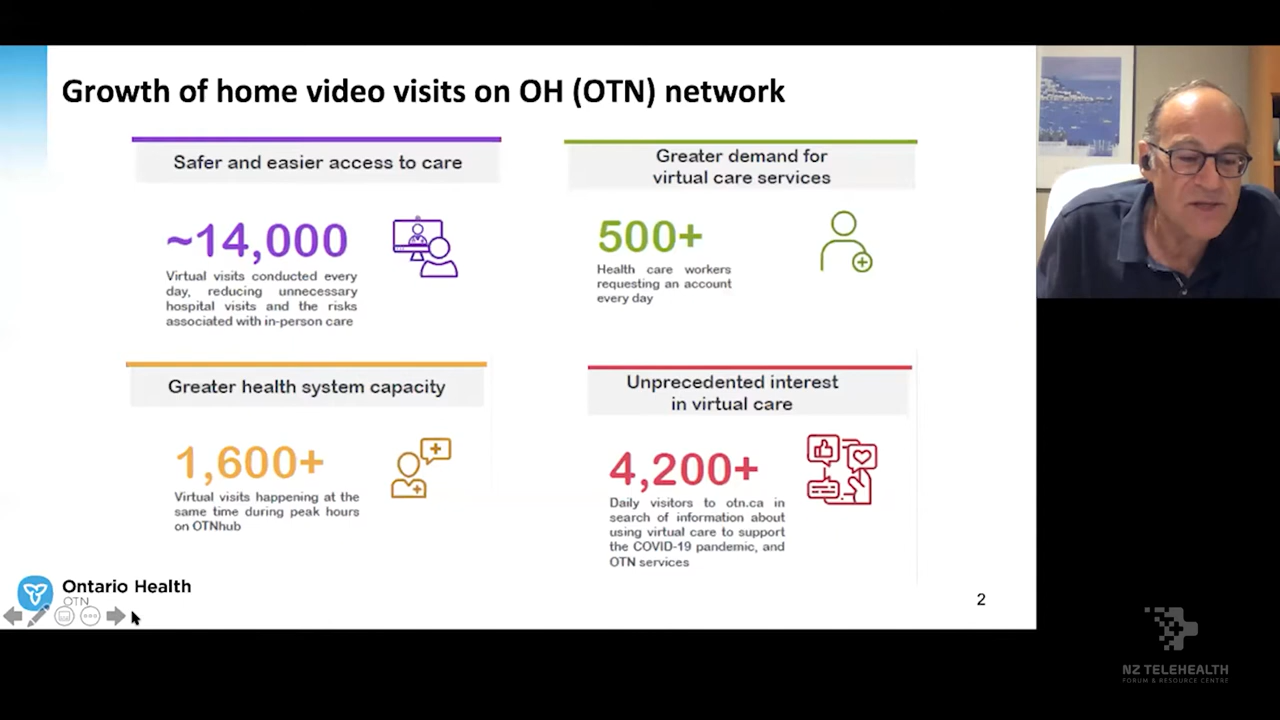 Growth of home video visits on OH (OTN) network
Safer and easier access to care
~14,000
Virtual visits conducted every
day, reducing unnecessary
hospital visits and the risks
associated with in-person care
Greater demand for
virtual care services
500+
Health care workers
requesting an account
every day
Greater health system capacity
1,600+
Virtual visits happening at the
same time during peak hours
on OTNhub
Unprecedented interest
in virtual care
4,200+
Daily visitors to otn.ca in
search of information about
using virtual care to support
the COVID-19 pandemic, and
OTN services
Ontario Health
OTN
2
NZ TELEHEALTH
FORUM & RESOURCE CENTRE